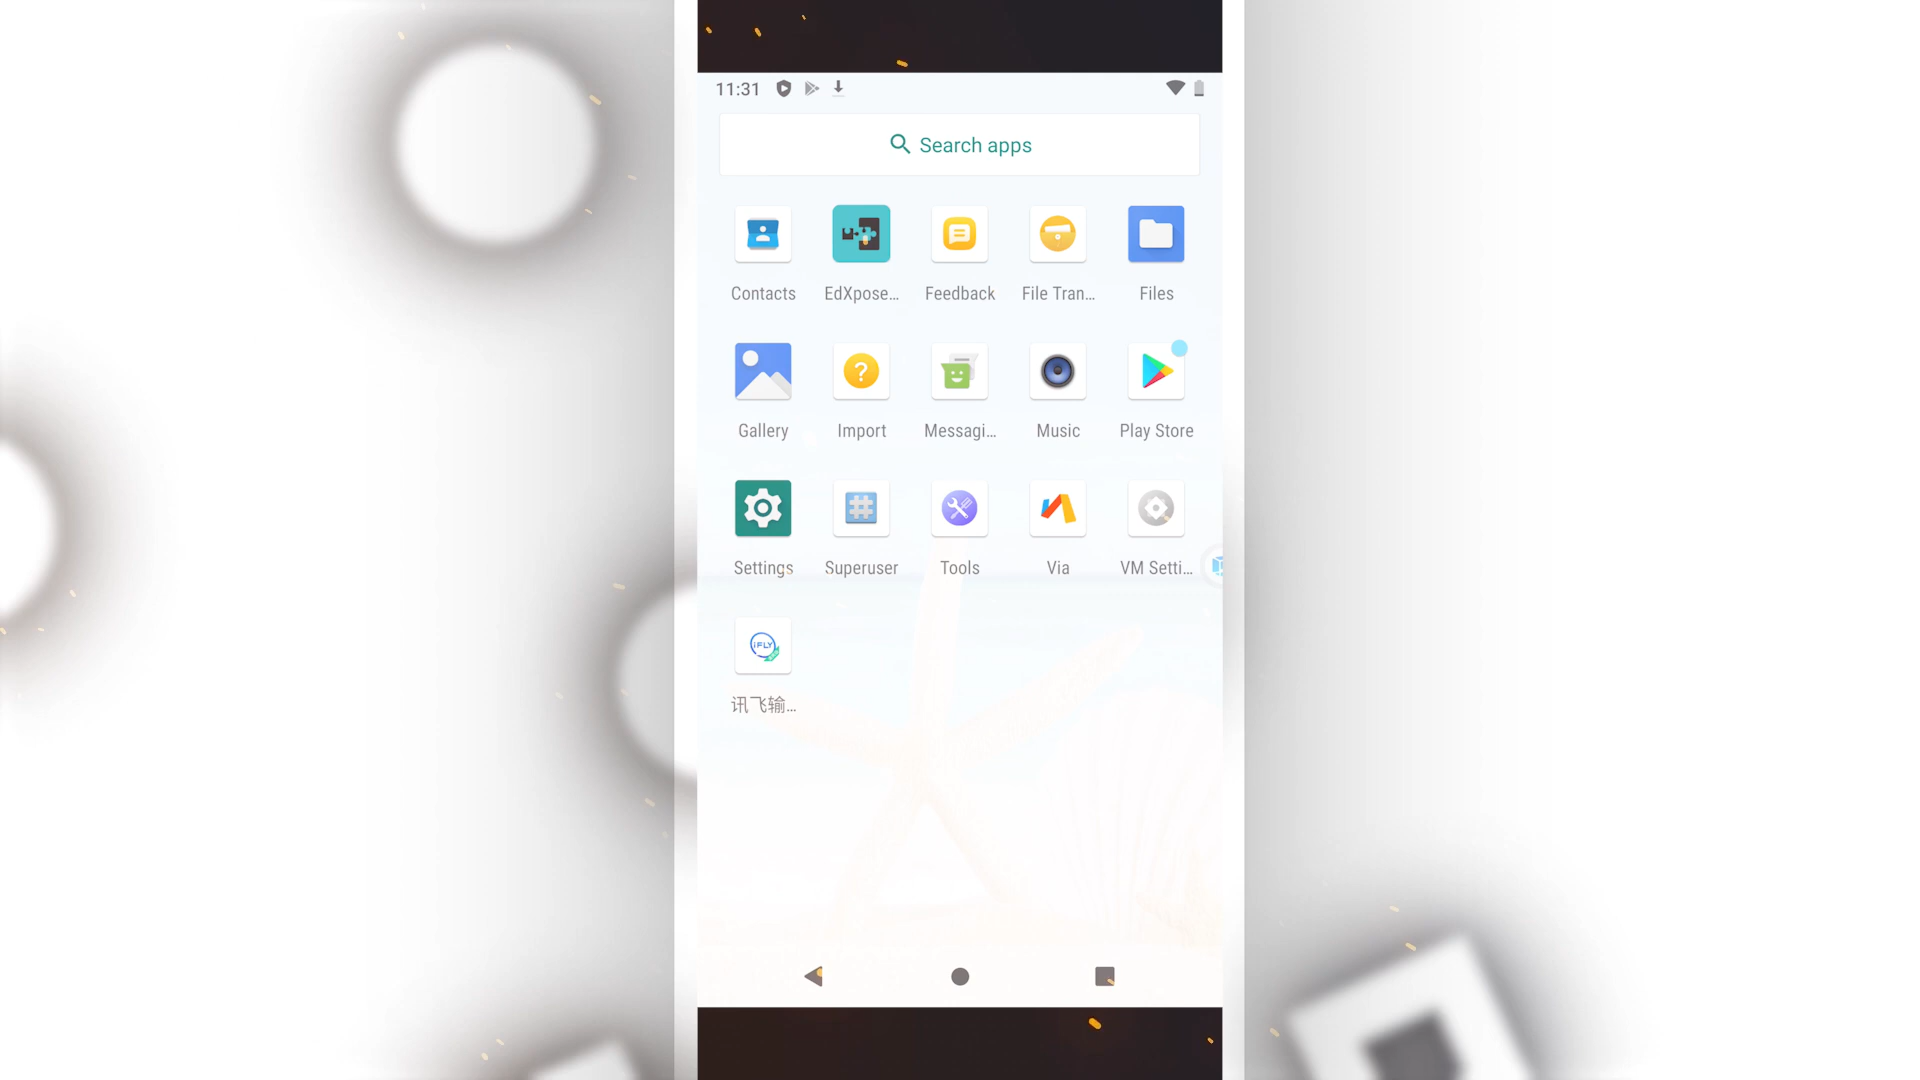 11:31
Search apps
Contacts
EdXpose...
Feedback
File Tran...
Files
Gallery
Import
Messagi...
Music
Play Store
Settings
Superuser
Tools
Via
VM Setti...
iFLY
讯飞输...